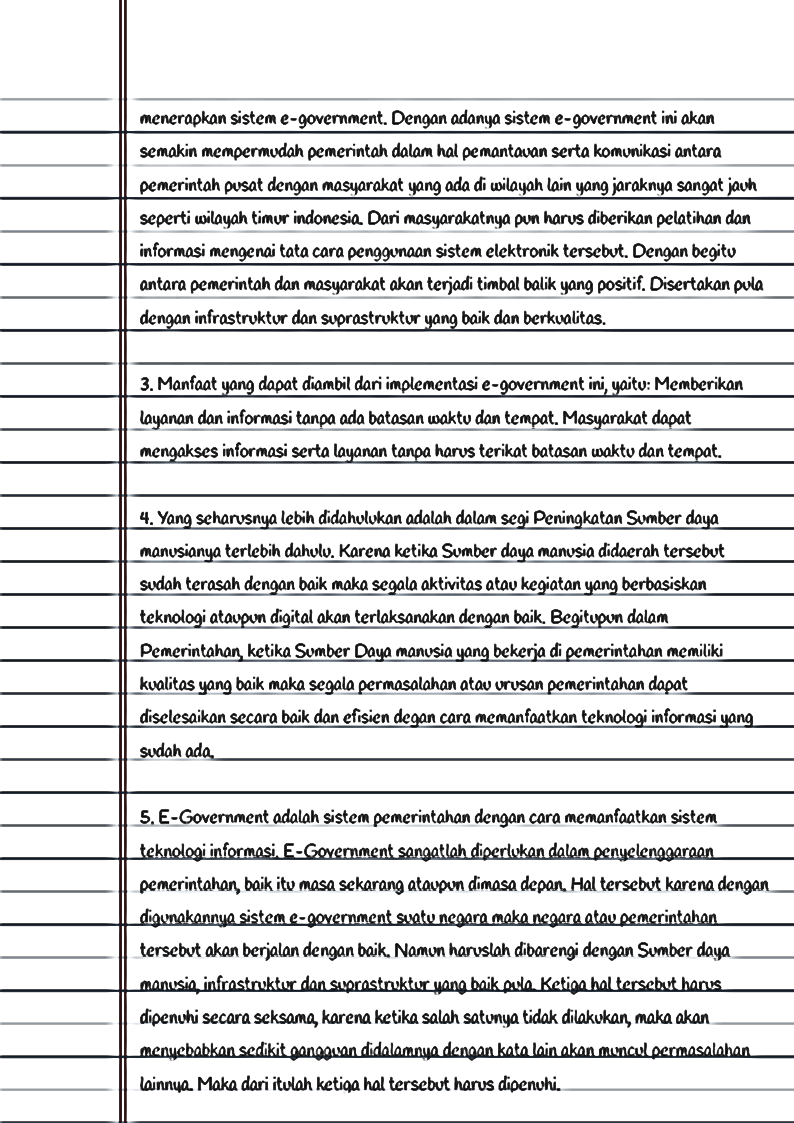 menerapkan sistem e-government. Dengan adanya sistem e-government ini akan
semakin mempermudah pemerintah dalam hal pemantauan serta komunikasi antara
pemerintah pusat dengan masyarakat yang ada di wilayah lain yang jaraknya sangat jauh
seperti wilayah timur indonesia. Dari masyarakatnya pun harus diberikan pelatihan dan
informasi mengenai tata cara penggunaan sistem elektronik tersebut. Dengan begitu
antara pemerintah dan masyarakat akan terjadi timbal balik yang positif. Disertakan pula
dengan infrastruktur dan suprastruktur yang baik dan berkualitas.
3. Manfaat yang dapat diambil dari implementasi e-government ini, yaitu: Memberikan
layanan dan informasi tanpa ada batasan waktu dan tempat. Masyarakat dapat
mengakses informasi serta layanan tanpa harus terikat batasan waktu dan tempat.
4. Yang seharusnya lebih didahulukan adalah dalam segi Peningkatan Sumber daya
manusianya terlebih dahulu. Karena ketika Sumber daya manusia didaerah tersebut
sudah terasah dengan baik maka segala aktivitas atau kegiatan yang berbasiskan
teknologi ataupun digital akan terlaksanakan dengan baik. Begitupun dalam
Pemerintahan, ketika Sumber Daya manusia yang bekerja di pemerintahan memiliki
kualitas yang baik maka segala permasalahan atau urusan pemerintahan dapat
diselesaikan secara baik dan efisien degan cara memanfaatkan teknologi informasi yang
sudah ada.
5. E-Government adalah sistem pemerintahan dengan cara memanfaatkan sistem
teknologi informasi. E-Government sangatlah diperlukan dalam penyelenggaraan
pemerintahan, baik itu masa sekarang ataupun dimasa depan. Hal tersebut karena dengan
digunakannya sistem e-government suatu negara maka negara atau pemerintahan
tersebut akan berjalan dengan baik. Namun haruslah dibarengi dengan Sumber daya
manusia, infrastruktur dan suprastruktur yang baik pula. Ketiga hal tersebut harus
dipenuhi secara seksama, karena ketika salah satunya tidak dilakukan, maka akan
menyebabkan sedikit gangguan didalamnya dengan kata lain akan muncul permasalahan
lainnya. Maka dari itulah ketiga hal tersebut harus dipenuhi.